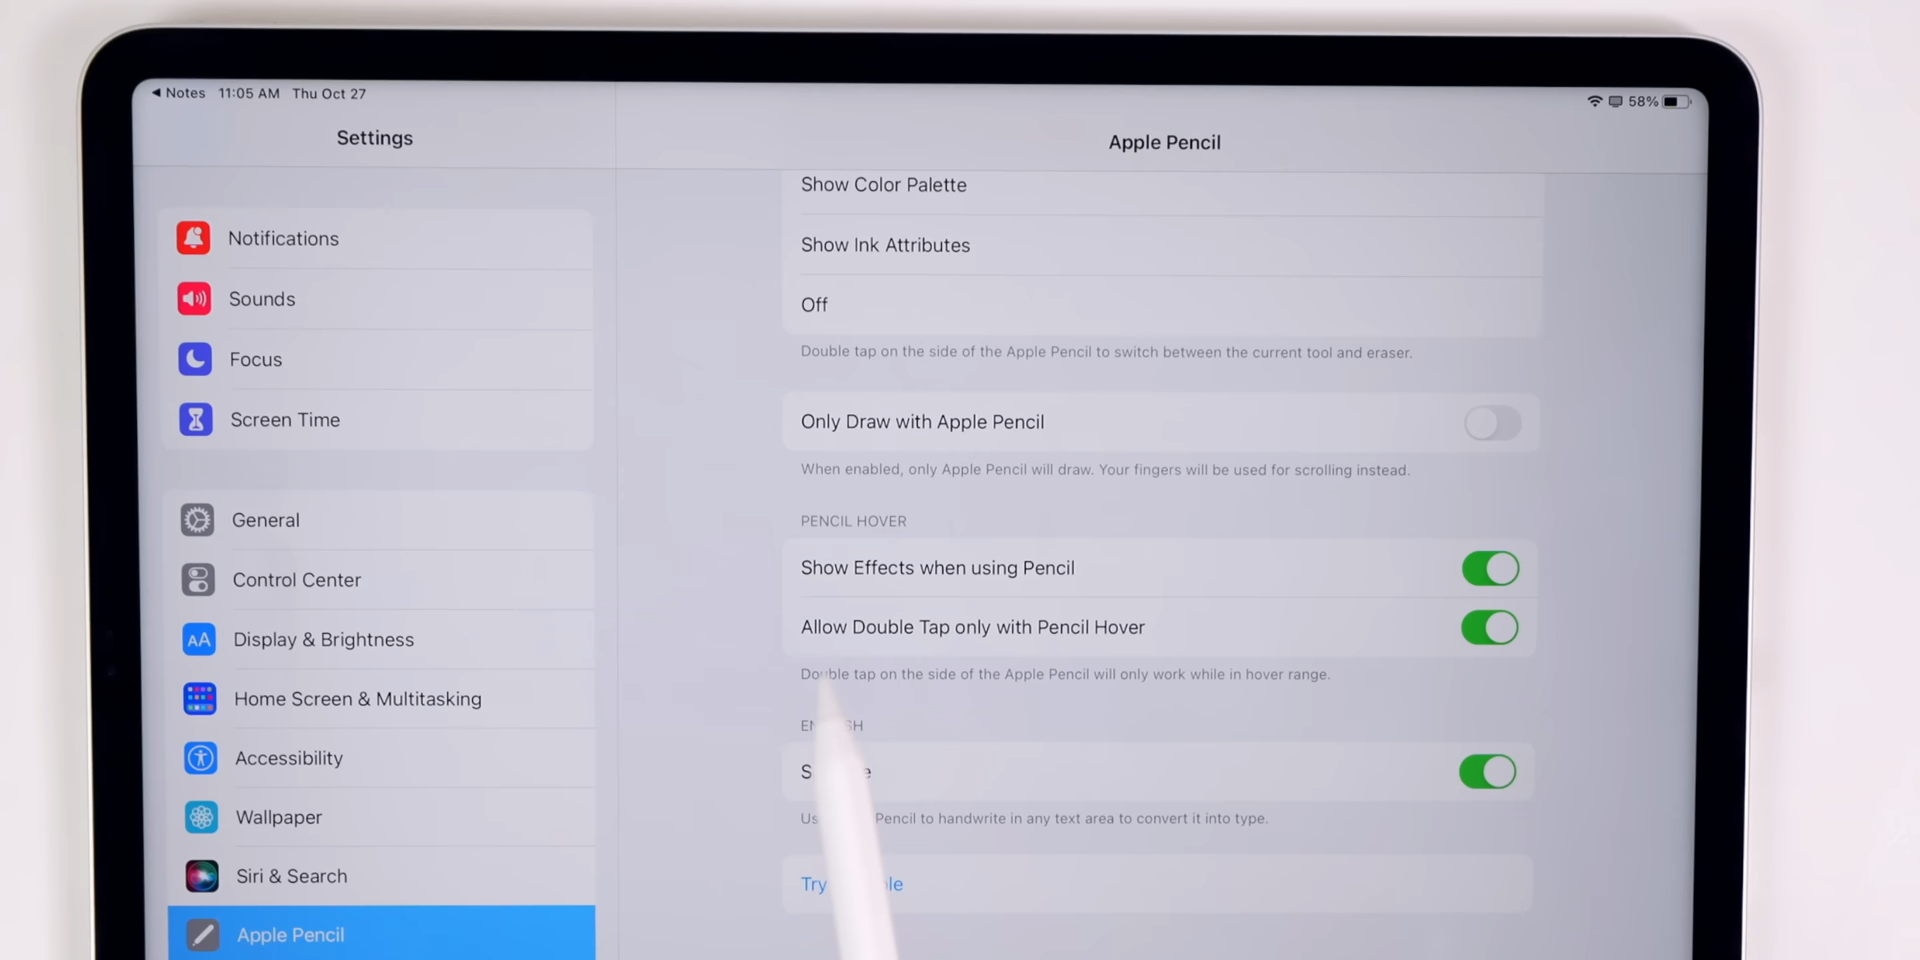 ◀ Notes 11:05 AM Thu Oct 27
58%
Settings
Notifications
Sounds
Focus
Screen Time
General
Control Center
AA
Display & Brightness
Home Screen & Multitasking
Accessibility
Wallpaper
Siri & Search
Apple Pencil
Apple Pencil
Show Color Palette
Show Ink Attributes
Off
Double tap on the side of the Apple Pencil to switch between the current tool and eraser.
Only Draw with Apple Pencil
When enabled, only Apple Pencil will draw. Your fingers will be used for scrolling instead.
PENCIL HOVER
Show Effects when using Pencil
Allow Double Tap only with Pencil Hover
Double tap on the side of the Apple Pencil will only work while in hover range.
Pencil to handwrite in any text area to convert it into type.
Try